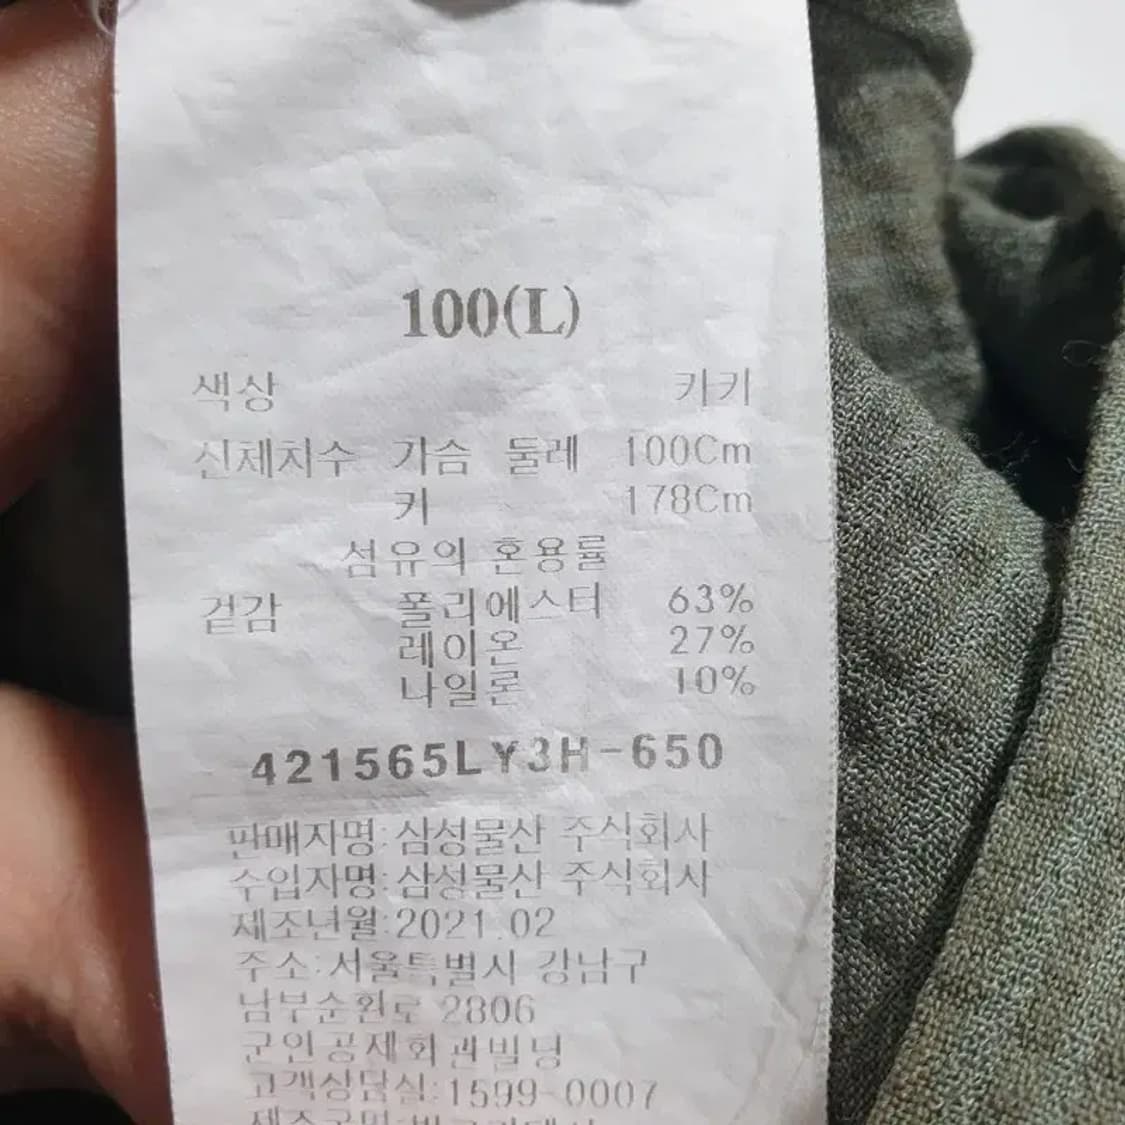 100(L)
색상 카키
신체치수 가슴 둘레 100Cm
키 178Cm
섬유의 혼용률
겉감 폴리에스터 63%
레이온 27%
나일론 10%
421565LY3H-650
판매자명:삼성물산 주식회사
수입자명:삼성물산 주식회사
제조년월:2021.02
주소:서울특별시 강남구
남부순환로 2806
군인공제회관빌딩
고객상담실:1599-0007